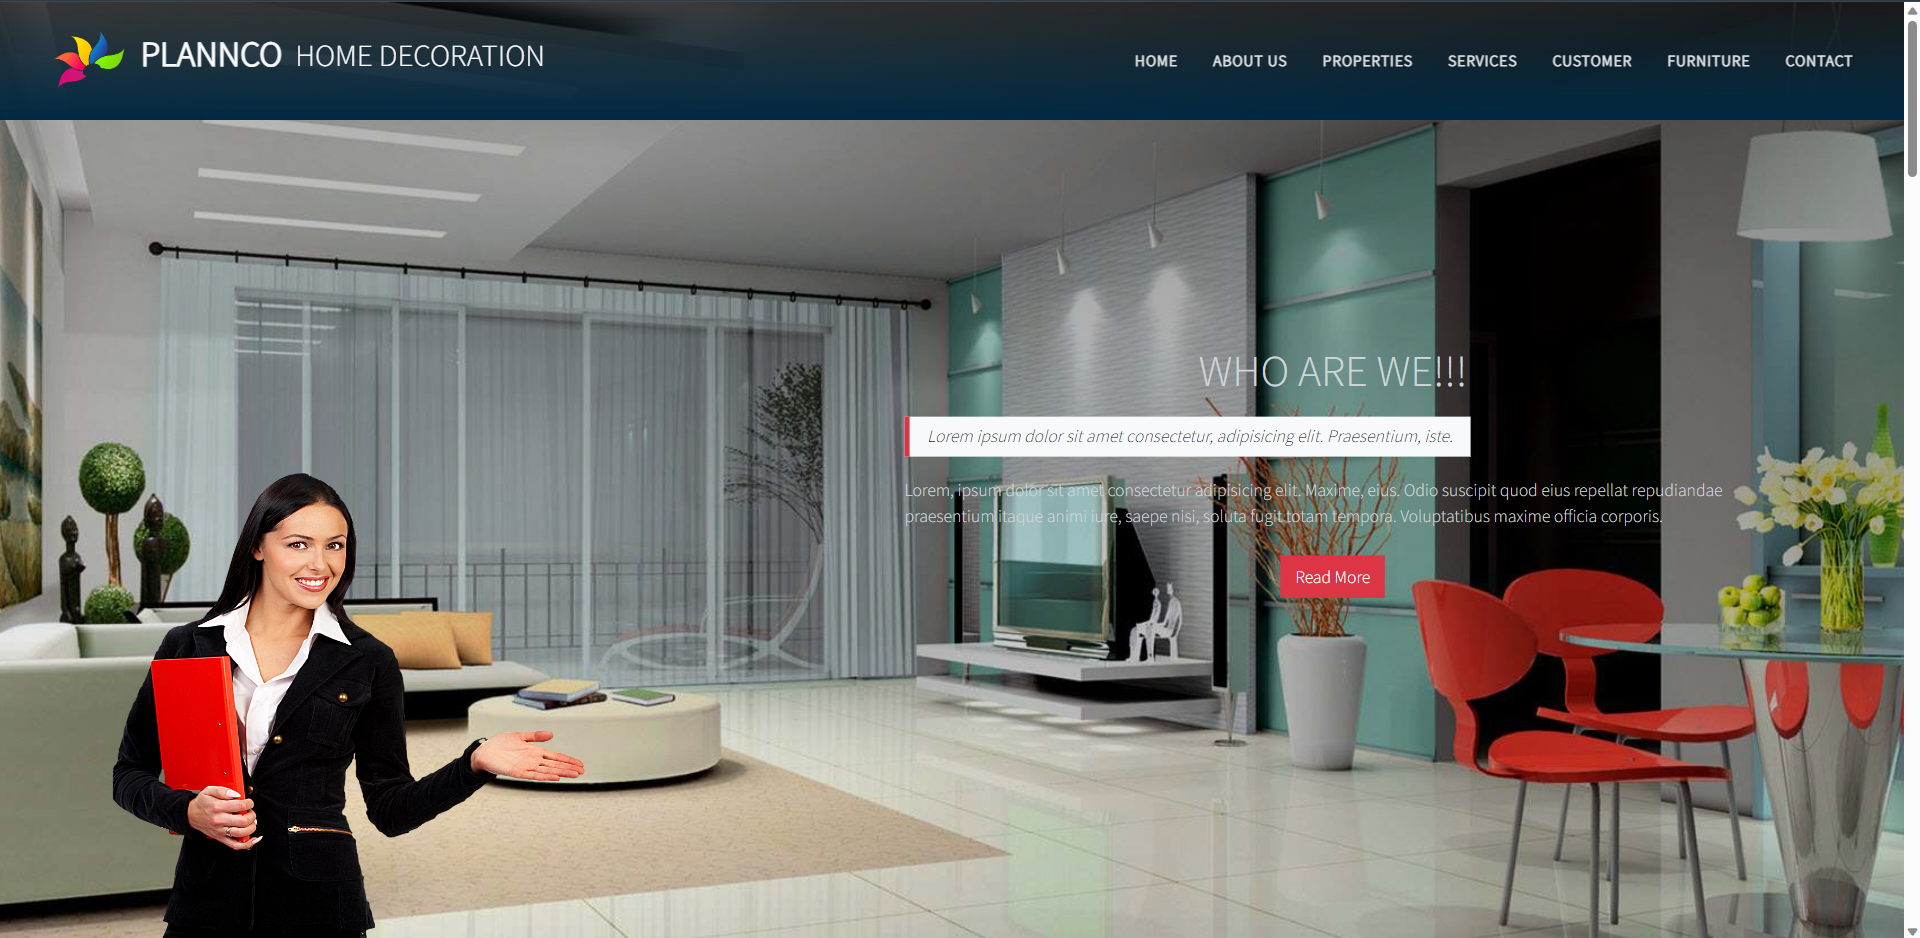 PLANNCO HOME DECORATION
HOME ABOUT US PROPERTIES SERVICES CUSTOMER FURNITURE CONTACT
WHO ARE WE!!!
Lorem ipsum dolor sit amet consectetur, adipisicing elit. Praesentium, iste.
Lorem, ipsum dolor sit amet consectetur adipisicing elit. Maxime, eius. Odio suscipit quod eius repellat repudiandae
praesentium itaque animi iure, saepe nisi, soluta fugit totam tempora. Voluptatibus maxime officia corporis.
Read More